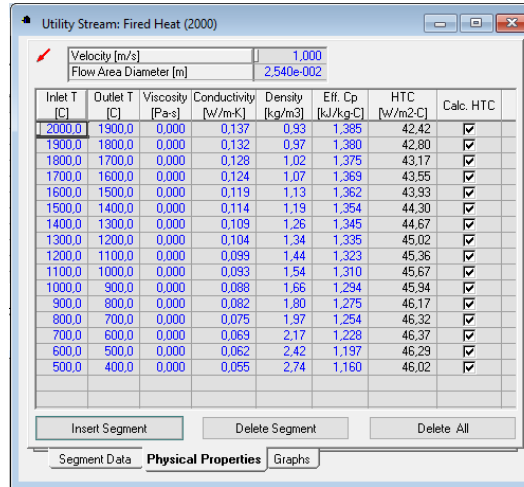 Utility Stream: Fired Heat (2000)
Velocity [m/s] 1,000
Flow Area Diameter [m] 2,540e-002
Inlet T Outlet T Viscosity Conductivity Density Eff. Cp HTC Calc. HTC
[C] [C] [Pa-s] [W/m-K] [kg/m3] [kJ/kg-C] [W/m2-C]
2000,0 1900,0 0,000 0,137 0,93 1,385 42,42
1900,0 1800,0 0,000 0,132 0,97 1,380 42,80
1800,0 1700,0 0,000 0,128 1,02 1,375 43,17
1700,0 1600,0 0,000 0,124 1,07 1,369 43,55
1600,0 1500,0 0,000 0,119 1,13 1,362 43,93
1500,0 1400,0 0,000 0,114 1,19 1,354 44,30
1400,0 1300,0 0,000 0,109 1,26 1,345 44,67
1300,0 1200,0 0,000 0,104 1,34 1,335 45,02
1200,0 1100,0 0,000 0,099 1,44 1,323 45,36
1100,0 1000,0 0,000 0,093 1,54 1,310 45,67
1000,0 900,0 0,000 0,088 1,66 1,294 45,94
900,0 800,0 0,000 0,082 1,80 1,275 46,17
800,0 700,0 0,000 0,075 1,97 1,254 46,32
700,0 600,0 0,000 0,069 2,17 1,228 46,37
600,0 500,0 0,000 0,062 2,42 1,197 46,29
500,0 400,0 0,000 0,055 2,74 1,160 46,02
Insert Segment Delete Segment Delete All
Segment Data Physical Properties Graphs